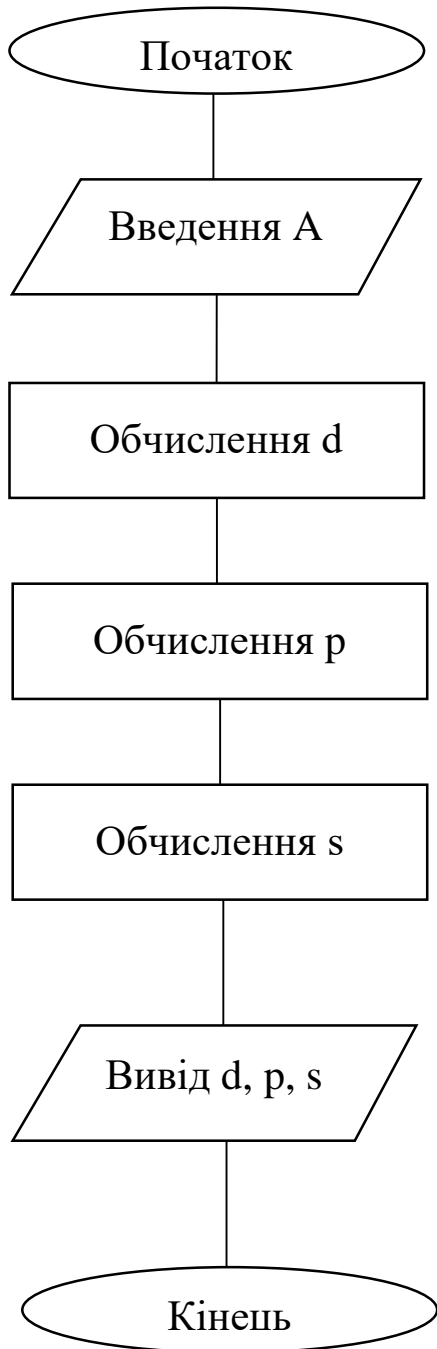 Початок
Введення А
Обчислення d
Обчислення p
Обчислення s
Вивід d, p, s
Кінець